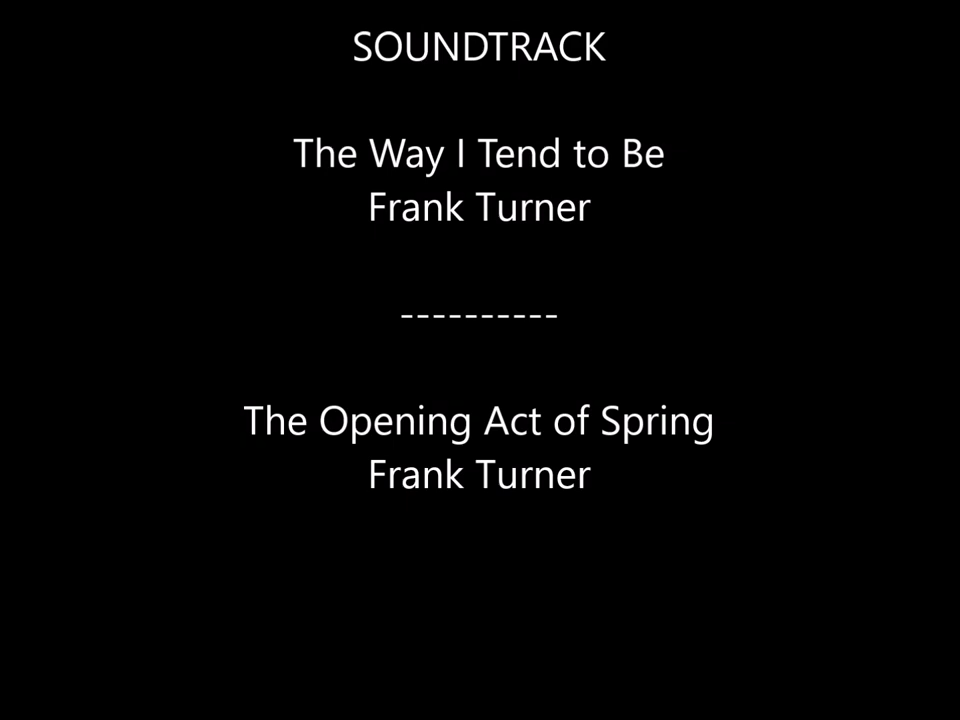 SOUNDTRACK
The Way I Tend to Be
Frank Turner
----------
The Opening Act of Spring
Frank Turner